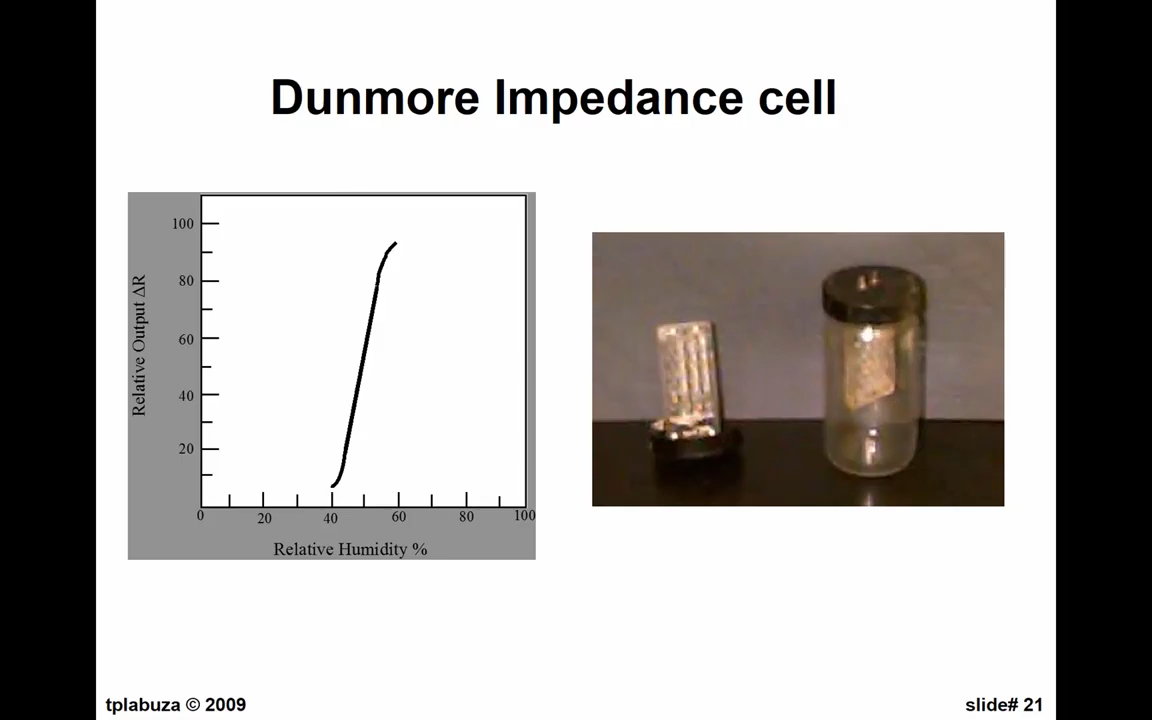 Dunmore Impedance cell
100
80
60
40
20
Relative Output ΔR
0 20 40 60 80 100
Relative Humidity %
tplabuza © 2009
slide# 21